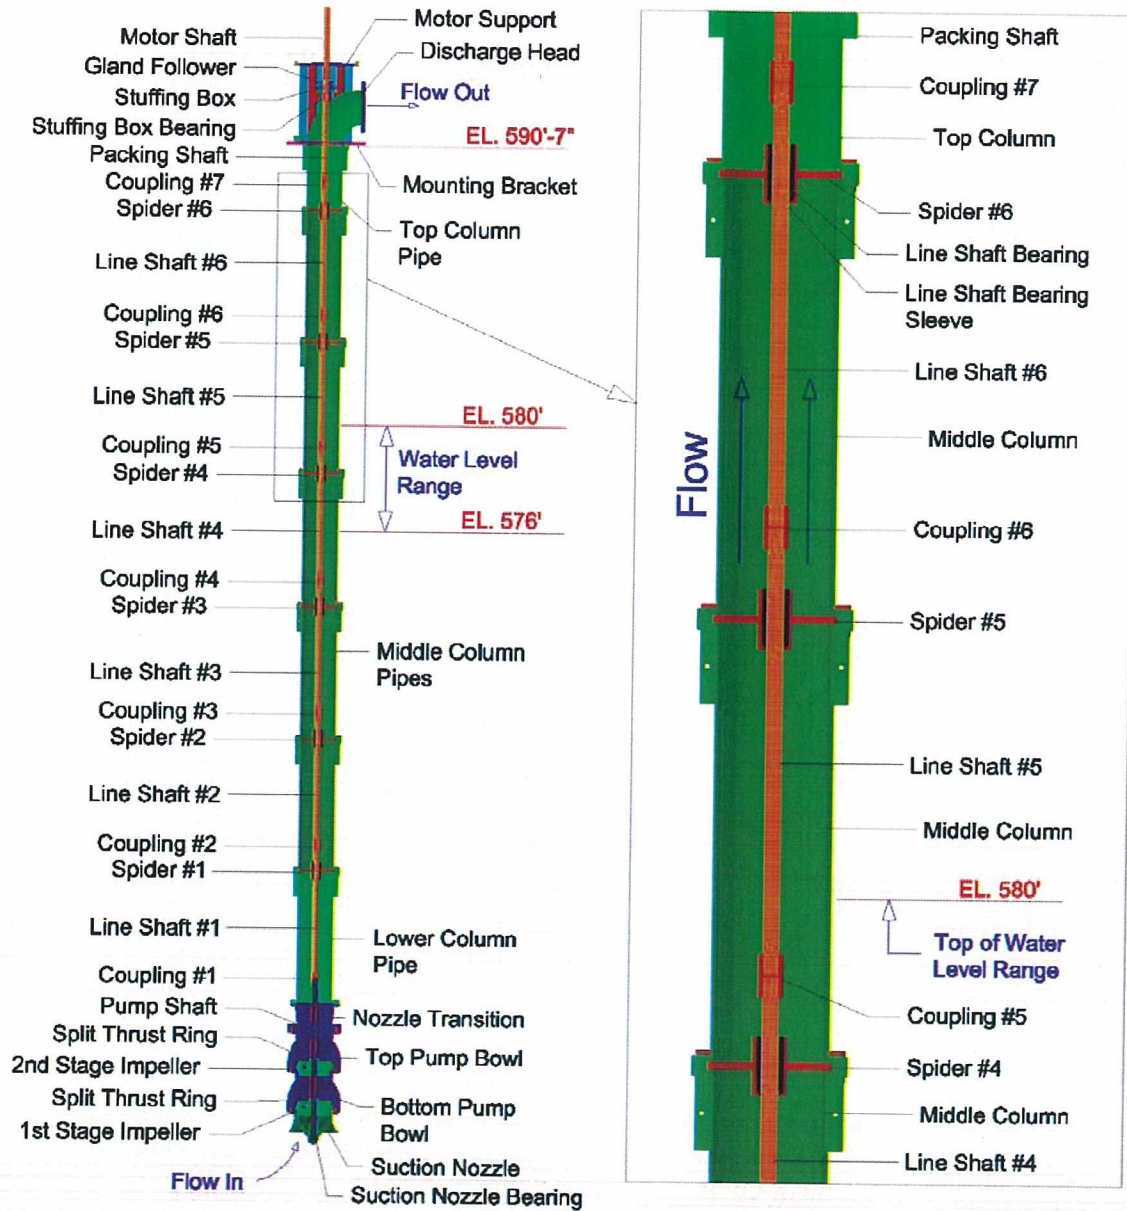 Motor Shaft
Gland Follower
Stuffing Box
Stuffing Box Bearing
Packing Shaft
Coupling #7
Spider #6
Line Shaft #6
Coupling #6
Spider #5
Line Shaft #5
Coupling #5
Spider #4
Line Shaft #4
Coupling #4
Spider #3
Line Shaft #3
Coupling #3
Spider #2
Line Shaft #2
Coupling #2
Spider #1
Line Shaft #1
Coupling #1
Pump Shaft
Split Thrust Ring
2nd Stage Impeller
Split Thrust Ring
1st Stage Impeller
Flow In
Motor Support
Discharge Head
Flow Out
EL. 590'-7"
Mounting Bracket
Top Column
Pipe
EL. 580'
Water Level
Range
EL. 576'
Middle Column
Pipes
Lower Column
Pipe
Nozzle Transition
Top Pump Bowl
Bottom Pump
Bowl
Suction Nozzle
Suction Nozzle Bearing
Flow
Packing Shaft
Coupling #7
Top Column
Spider #6
Line Shaft Bearing
Line Shaft Bearing
Sleeve
Line Shaft #6
Middle Column
Coupling #6
Spider #5
Line Shaft #5
Middle Column
EL. 580'
Top of Water
Level Range
Coupling #5
Spider #4
Middle Column
Line Shaft #4